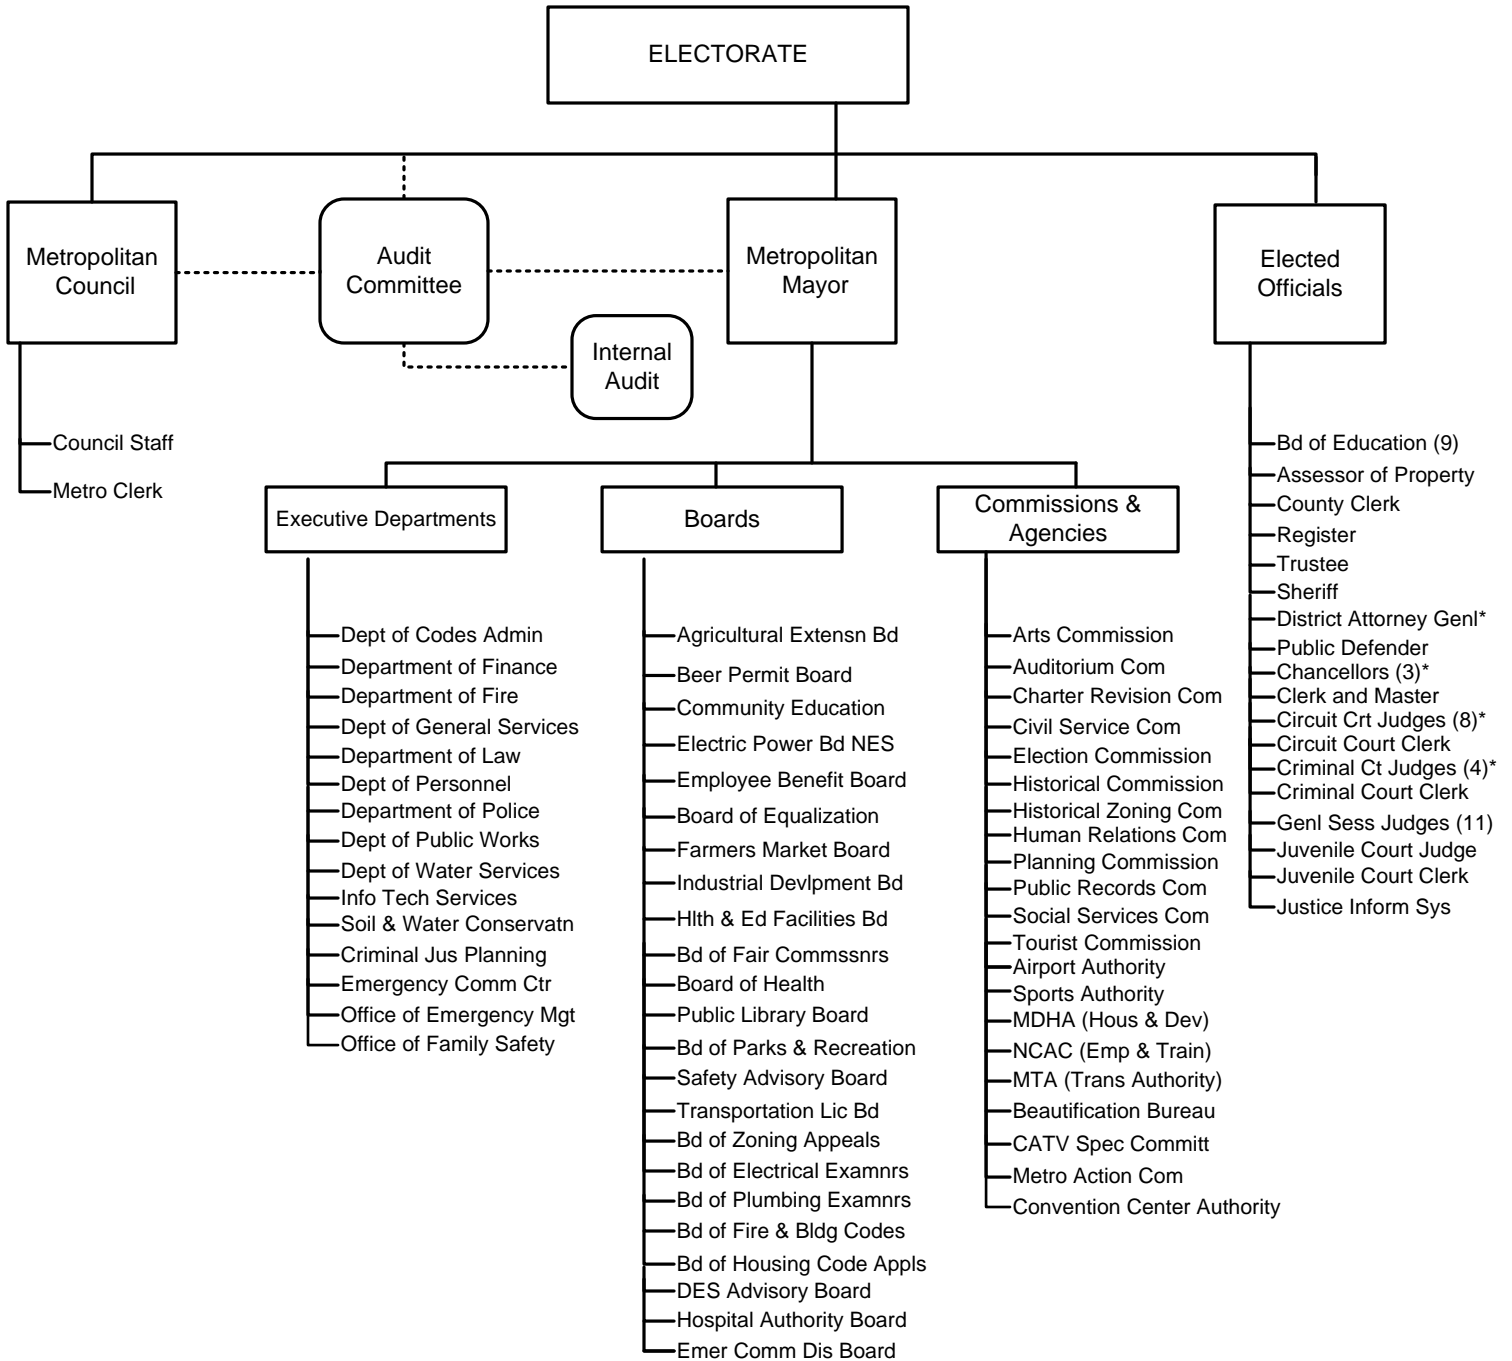 ELECTORATE
Metropolitan
Council
Audit
Committee
Metropolitan
Mayor
Elected
Officials
Internal
Audit
Council Staff
Metro Clerk
Executive Departments
Boards
Commissions &
Agencies
Dept of Codes Admin
Department of Finance
Department of Fire
Dept of General Services
Department of Law
Dept of Personnel
Department of Police
Dept of Public Works
Dept of Water Services
Info Tech Services
Soil & Water Conservatn
Criminal Jus Planning
Emergency Comm Ctr
Office of Emergency Mgt
Office of Family Safety
Agricultural Extensn Bd
Beer Permit Board
Community Education
Electric Power Bd NES
Employee Benefit Board
Board of Equalization
Farmers Market Board
Industrial Devlpment Bd
Hlth & Ed Facilities Bd
Bd of Fair Commssnrs
Board of Health
Public Library Board
Bd of Parks & Recreation
Safety Advisory Board
Transportation Lic Bd
Bd of Zoning Appeals
Bd of Electrical Examnrs
Bd of Plumbing Examnrs
Bd of Fire & Bldg Codes
Bd of Housing Code Appls
DES Advisory Board
Hospital Authority Board
Emer Comm Dis Board
Arts Commission
Auditorium Com
Charter Revision Com
Civil Service Com
Election Commission
Historical Commission
Historical Zoning Com
Human Relations Com
Planning Commission
Public Records Com
Social Services Com
Tourist Commission
Airport Authority
Sports Authority
MDHA (Hous & Dev)
NCAC (Emp & Train)
MTA (Trans Authority)
Beautification Bureau
CATV Spec Committ
Metro Action Com
Convention Center Authority
Bd of Education (9)
Assessor of Property
County Clerk
Register
Trustee
Sheriff
District Attorney Genl*
Public Defender
Chancellors (3)*
Clerk and Master
Circuit Crt Judges (8)*
Circuit Court Clerk
Criminal Ct Judges (4)*
Criminal Court Clerk
Genl Sess Judges (11)
Juvenile Court Judge
Juvenile Court Clerk
Justice Inform Sys